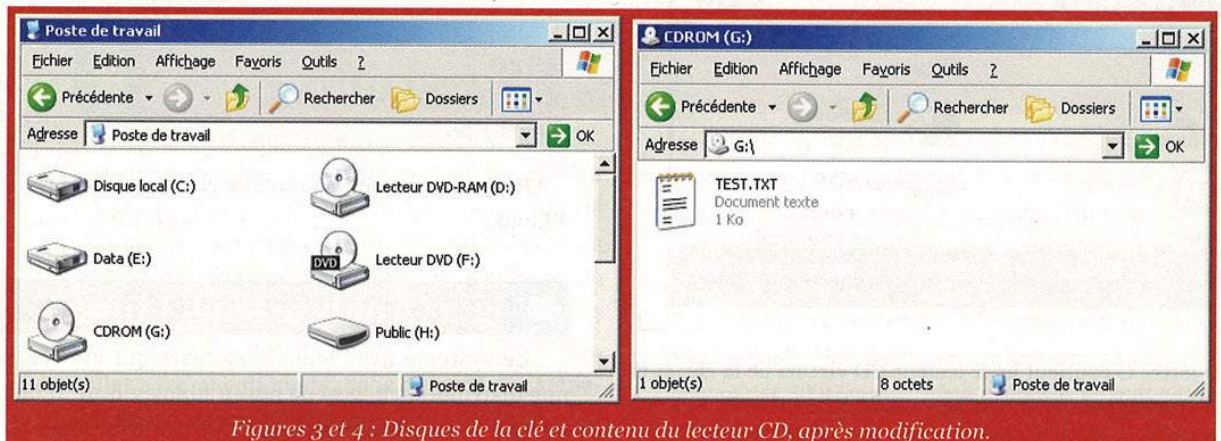 Poste de travail
Fichier Edition Affichage Favoris Outils ?
Précédente Rechercher Dossiers
Adresse Poste de travail OK
Disque local (C:) Lecteur DVD-RAM (D:)
Data (E:) DVD Lecteur DVD (F:)
CDROM (G:) Public (H:)
11 objet(s) Poste de travail
CDROM (G:)
Fichier Edition Affichage Favoris Outils ?
Précédente Rechercher Dossiers
Adresse G:\ OK
TEST.TXT
Document texte
1 Ko
1 objet(s) 8 octets Poste de travail
Figures 3 et 4 : Disques de la clé et contenu du lecteur CD, après modification.